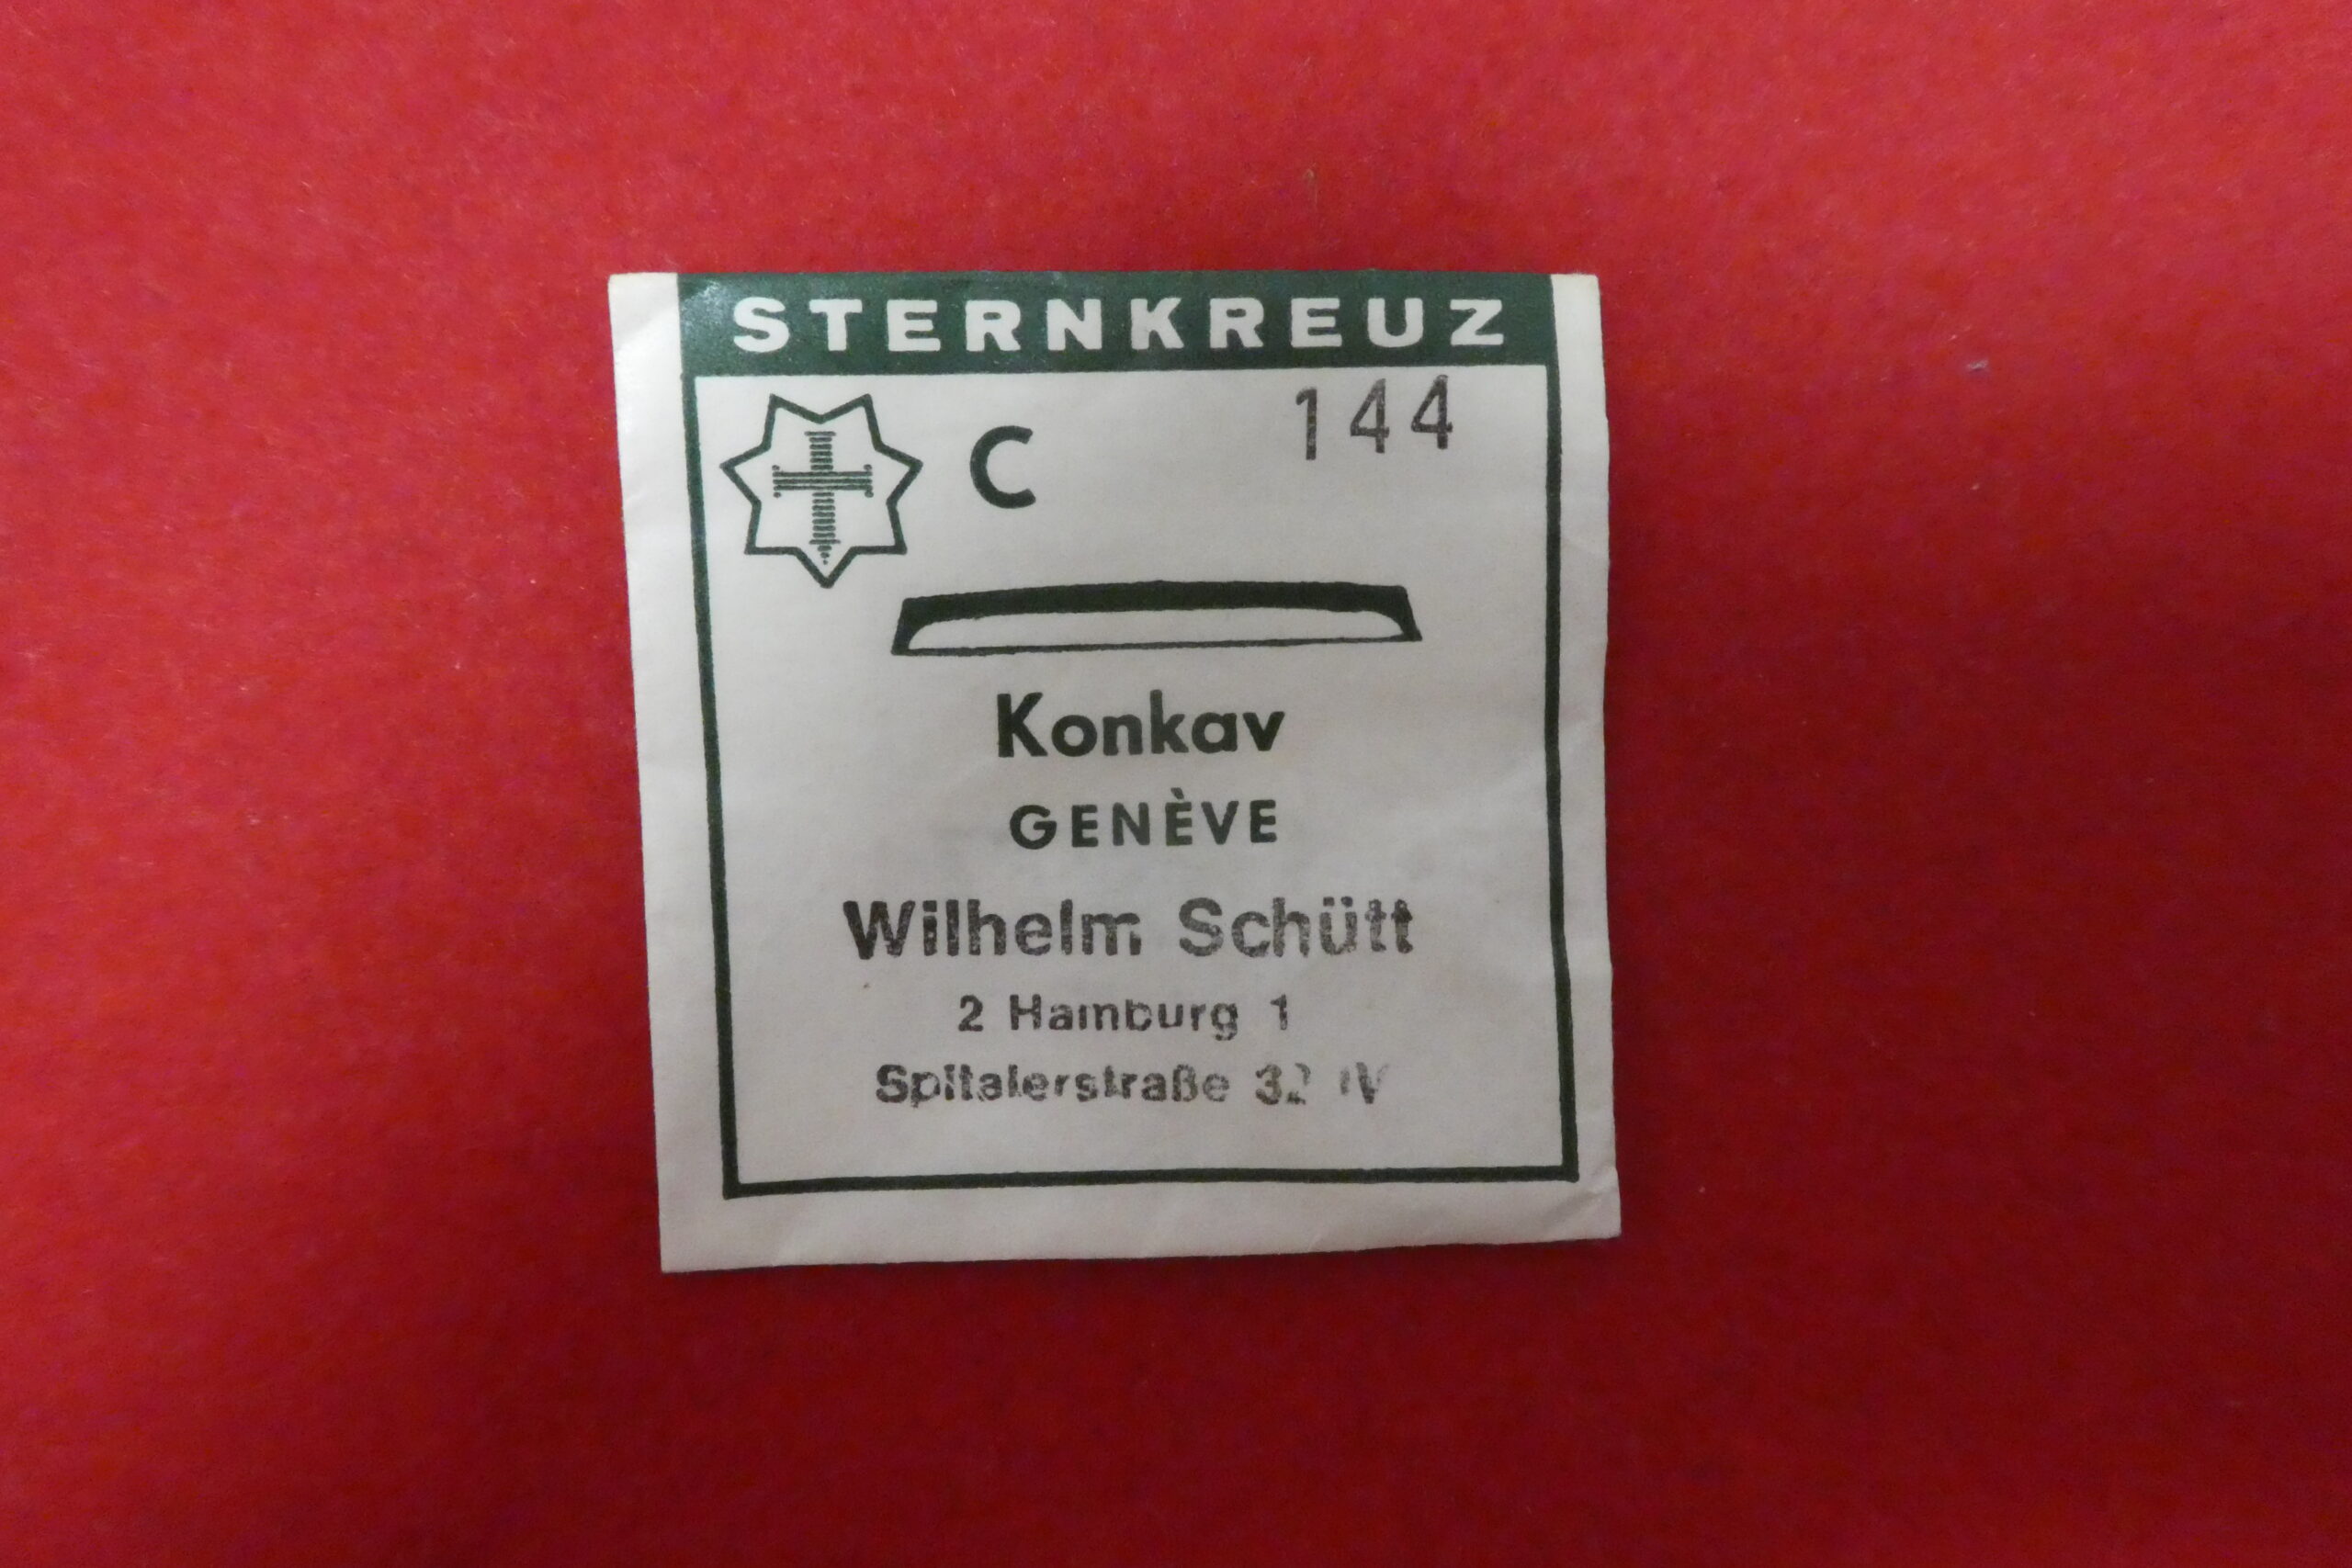 STERNKREUZ
C 144
Konkav
GENÈVE
Wilhelm Schütt
2 Hamburg 1
Spitalerstraße 32 IV